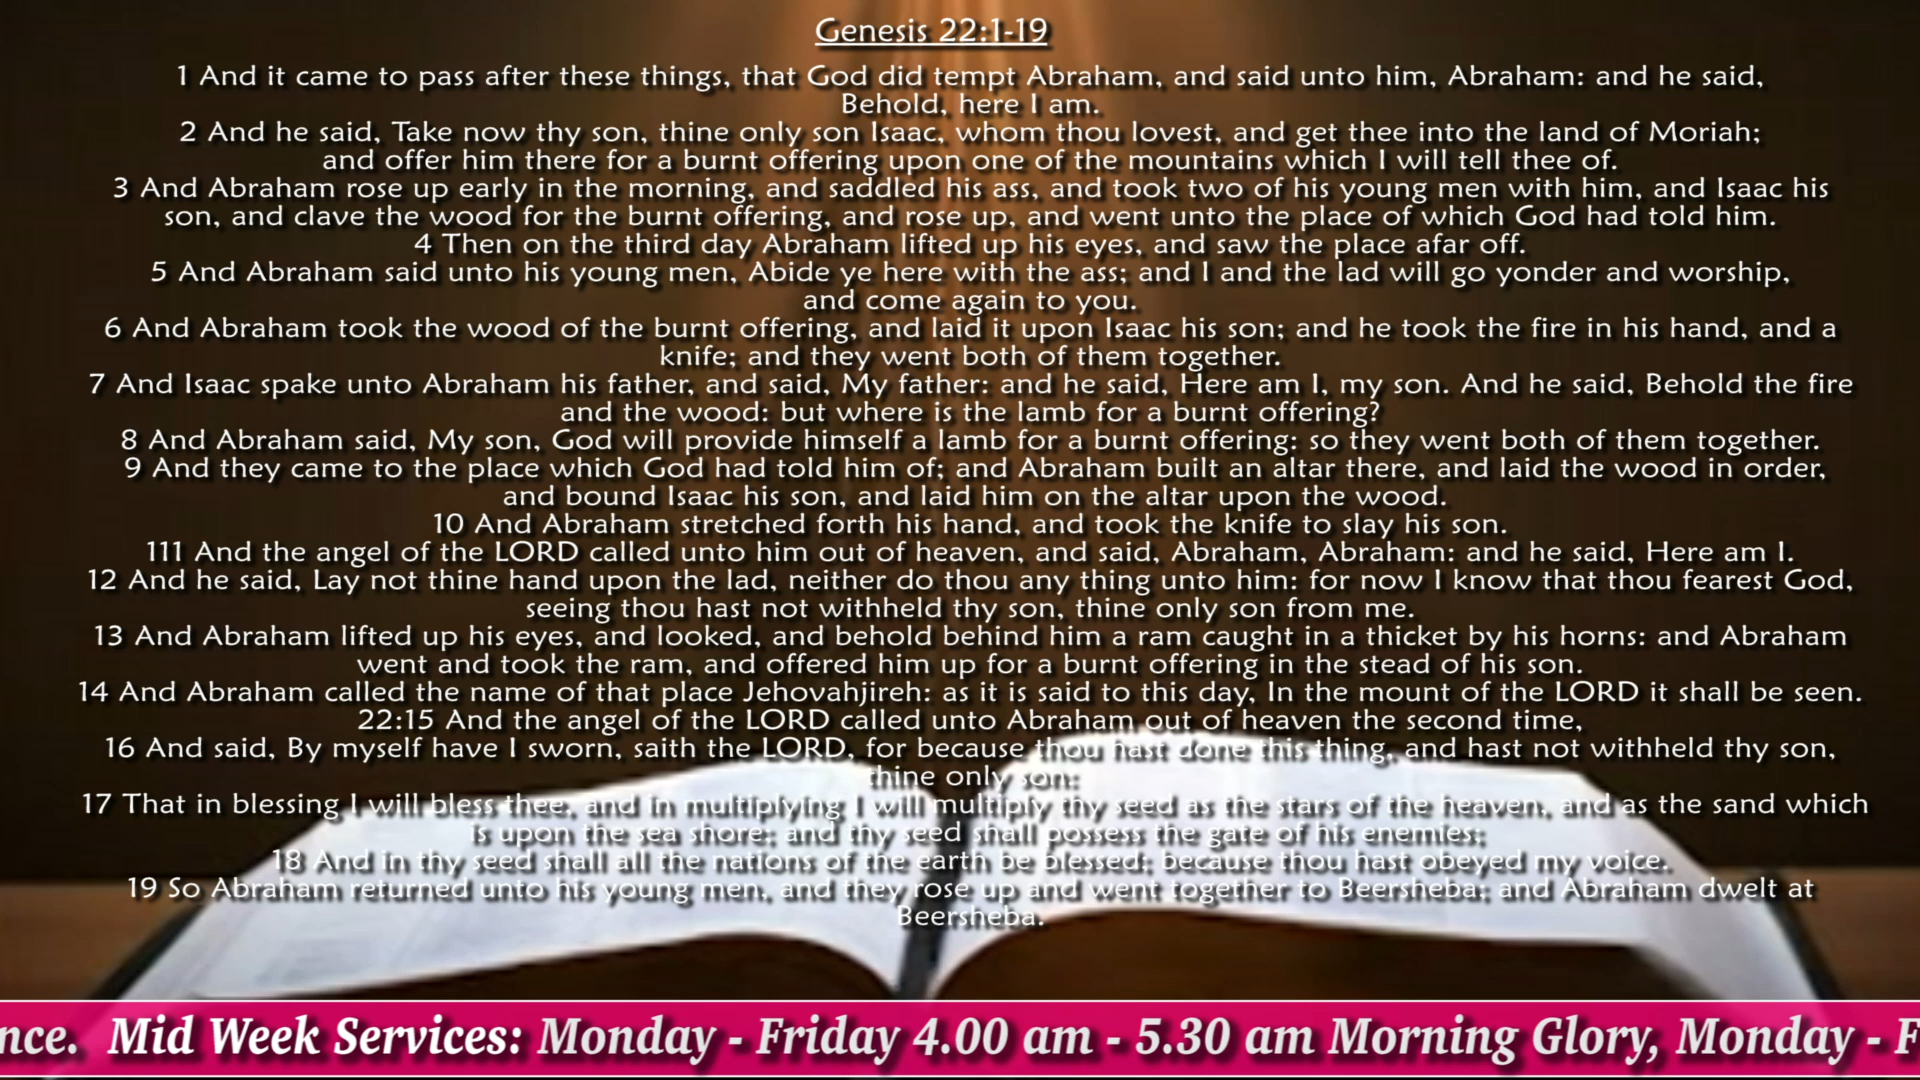 Genesis 22:1-19
1 And it came to pass after these things, that God did tempt Abraham, and said unto him, Abraham: and he said,
Behold, here I am.
2 And he said, Take now thy son, thine only son Isaac, whom thou lovest, and get thee into the land of Moriah;
and offer him there for a burnt offering upon one of the mountains which I will tell thee of.
3 And Abraham rose up early in the morning, and saddled his ass, and took two of his young men with him, and Isaac his
son, and clave the wood for the burnt offering, and rose up, and went unto the place of which God had told him.
4 Then on the third day Abraham lifted up his eyes, and saw the place afar off.
5 And Abraham said unto his young men, Abide ye here with the ass; and I and the lad will go yonder and worship,
and come again to you.
6 And Abraham took the wood of the burnt offering, and laid it upon Isaac his son; and he took the fire in his hand, and a
knife; and they went both of them together.
7 And Isaac spake unto Abraham his father, and said, My father: and he said, Here am I, my son. And he said, Behold the fire
and the wood: but where is the lamb for a burnt offering?
8 And Abraham said, My son, God will provide himself a lamb for a burnt offering: so they went both of them together.
9 And they came to the place which God had told him of; and Abraham built an altar there, and laid the wood in order,
and bound Isaac his son, and laid him on the altar upon the wood.
10 And Abraham stretched forth his hand, and took the knife to slay his son.
111 And the angel of the LORD called unto him out of heaven, and said, Abraham, Abraham: and he said, Here am I.
12 And he said, Lay not thine hand upon the lad, neither do thou any thing unto him: for now I know that thou fearest God,
seeing thou hast not withheld thy son, thine only son from me.
13 And Abraham lifted up his eyes, and looked, and behold behind him a ram caught in a thicket by his horns: and Abraham
went and took the ram, and offered him up for a burnt offering in the stead of his son.
14 And Abraham called the name of that place Jehovahjireh: as it is said to this day, In the mount of the LORD it shall be seen.
22:15 And the angel of the LORD called unto Abraham out of heaven the second time,
16 And said, By myself have I sworn, saith the LORD, for because thou hast done this thing, and hast not withheld thy son,
thine only son:
17 That in blessing I will bless thee, and in multiplying I will multiply thy seed as the stars of the heaven, and as the sand which
is upon the sea shore; and thy seed shall possess the gate of his enemies;
18 And in thy seed shall all the nations of the earth be blessed; because thou hast obeyed my voice.
19 So Abraham returned unto his young men, and they rose up and went together to Beersheba; and Abraham dwelt at
Beersheba.
nce. Mid Week Services: Monday - Friday 4.00 am - 5.30 am Morning Glory, Monday - F